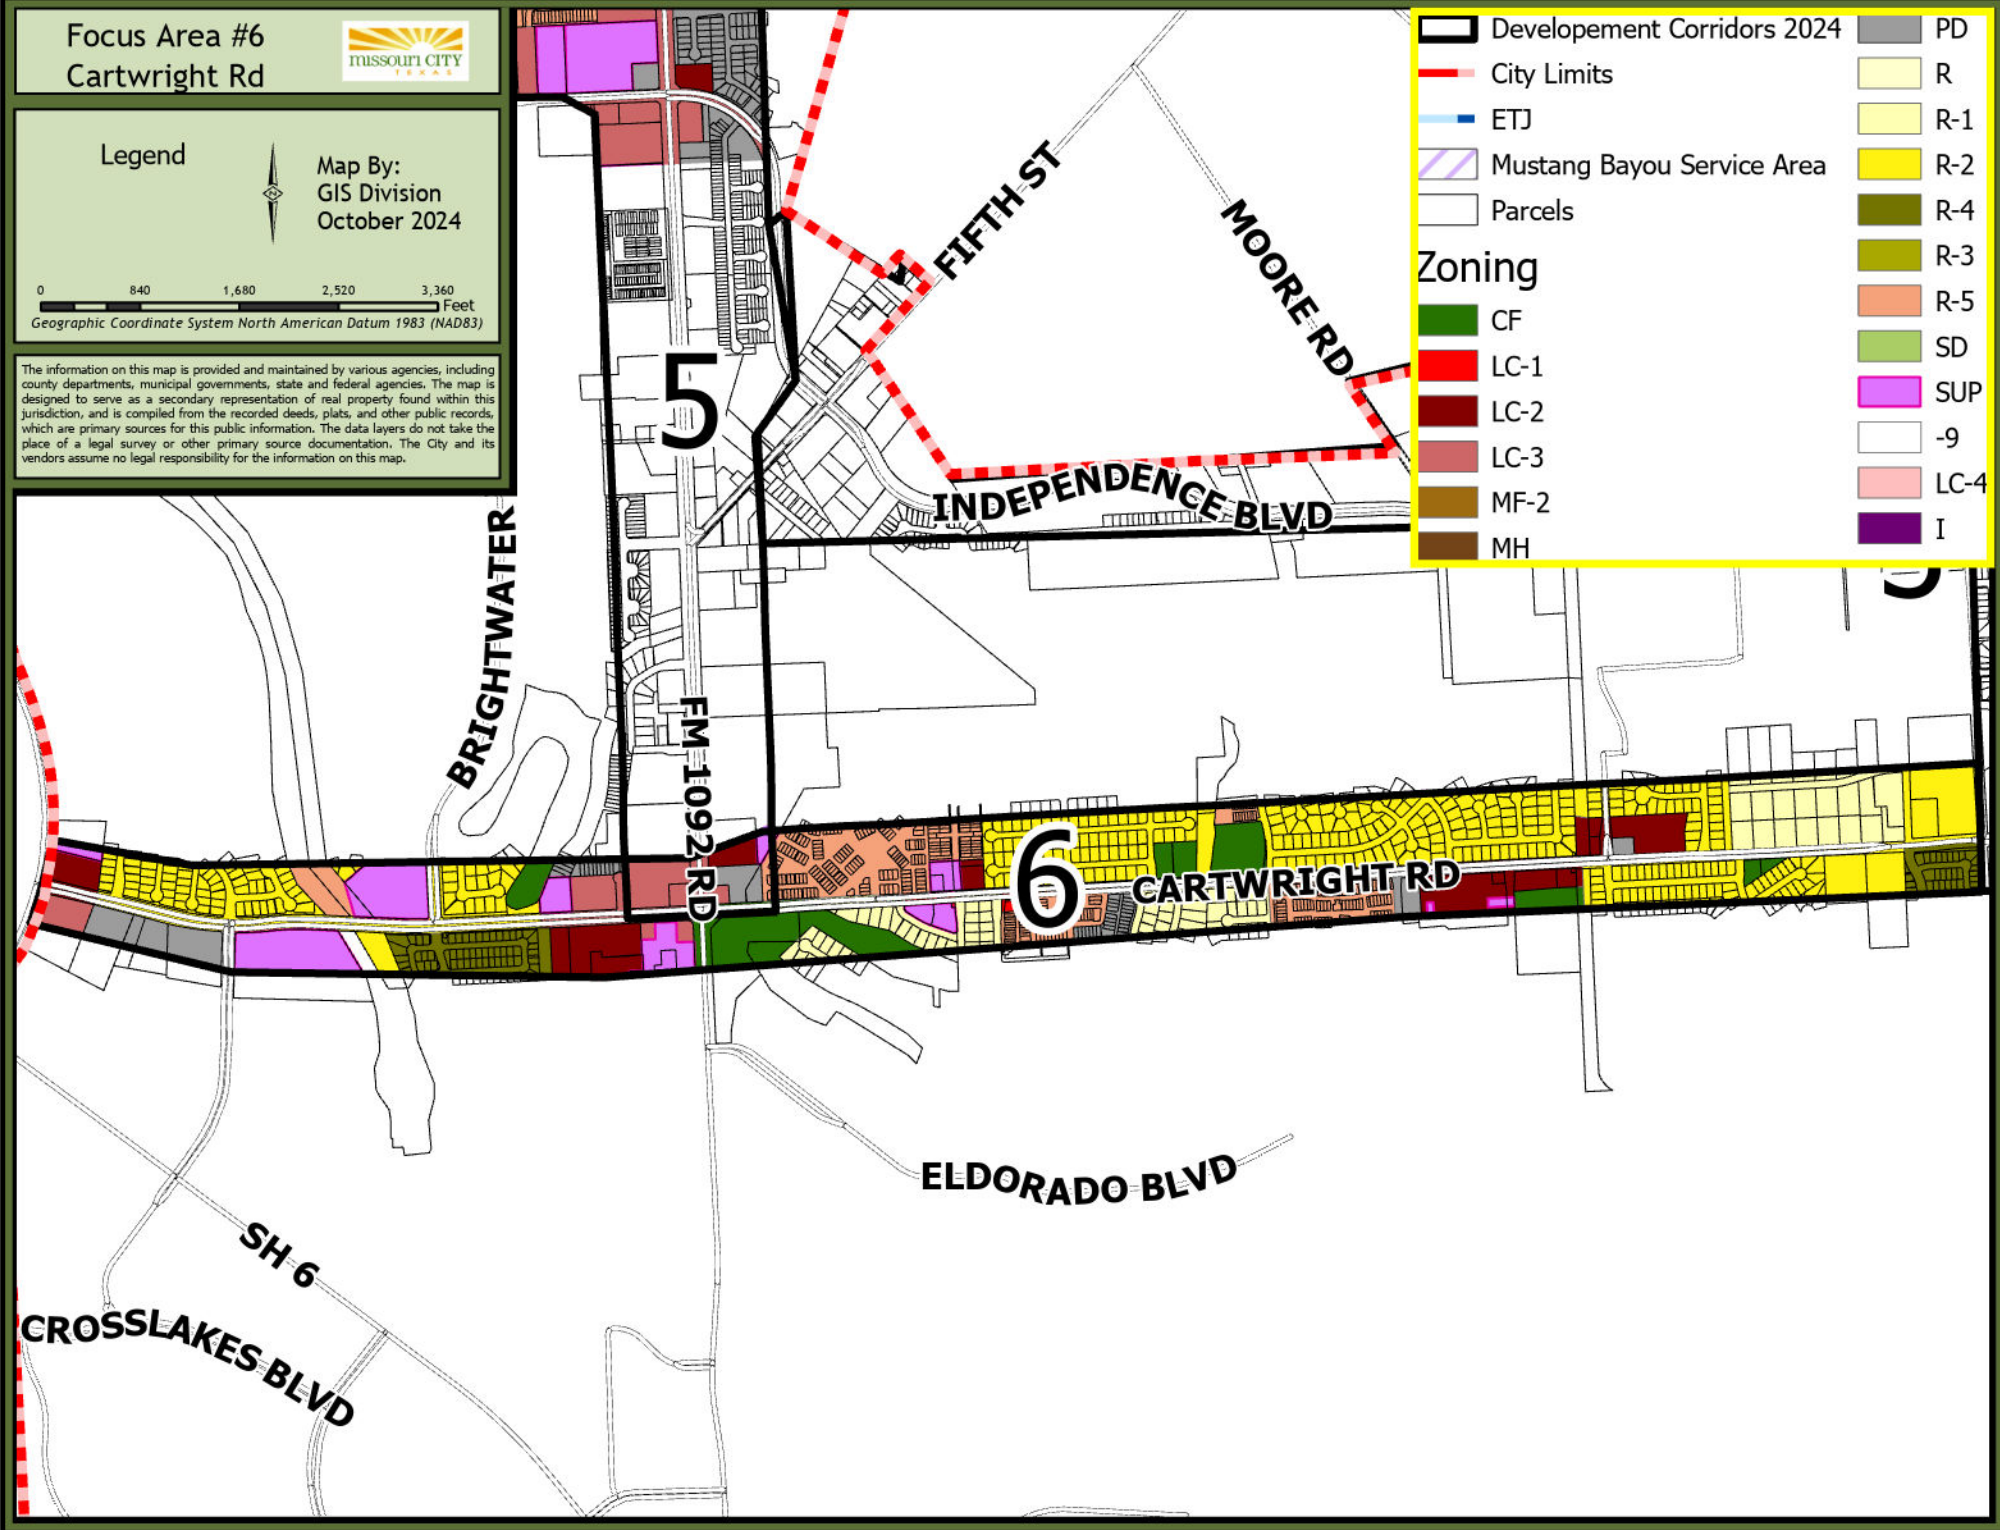 Focus Area #6
Cartwright Rd
missouri CITY
TEXAS
Legend
N
Map By:
GIS Division
October 2024
0 840 1,680 2,520 3,360
Feet
Geographic Coordinate System North American Datum 1983 (NAD83)
The information on this map is provided and maintained by various agencies, including
county departments, municipal governments, state and federal agencies. The map is
designed to serve as a secondary representation of real property found within this
jurisdiction, and is compiled from the recorded deeds, plats, and other public records,
which are primary sources for this public information. The data layers do not take the
place of a legal survey or other primary source documentation. The City and its
vendors assume no legal responsibility for the information on this map.
Developement Corridors 2024
City Limits
ETJ
Mustang Bayou Service Area
Parcels
Zoning
CF
LC-1
LC-2
LC-3
MF-2
MH
PD
R
R-1
R-2
R-4
R-3
R-5
SD
SUP
-9
LC-4
I
FIFTH ST
MOORE RD
5
INDEPENDENCE BLVD
BRIGHTWATER
FM 1092 RD
6
CARTWRIGHT RD
ELDORADO BLVD
SH 6
CROSSLAKES BLVD